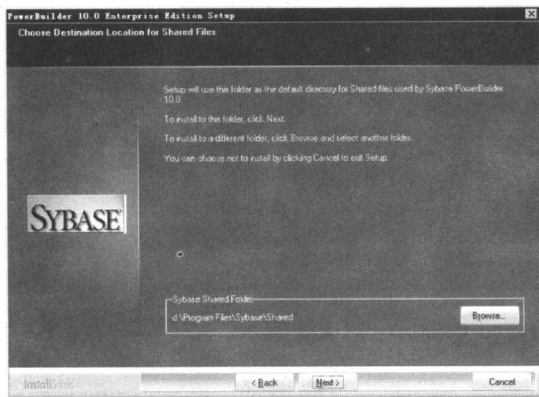 PowerBuilder 10.0 Enterprise Edition Setup
Choose Destination Location for Shared Files
Setup will use this folder as the default directory for Shared files used by Sybase PowerBuilder
10.0.
To install to this folder, click Next.
To install to a different folder, click Browse and select another folder.
You can choose not to install by clicking Cancel to exit Setup.
SYBASE
Sybase Shared Folder
d:\Program Files\Sybase\Shared
Browse...
InstallShield
< Back
Next >
Cancel